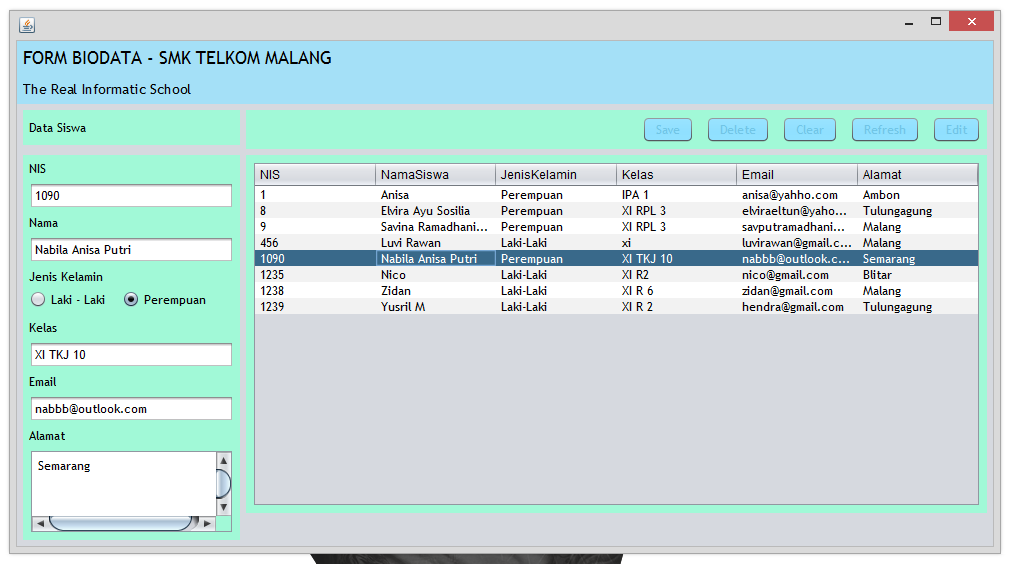 FORM BIODATA - SMK TELKOM MALANG
The Real Informatic School
Data Siswa
Save Delete Clear Refresh Edit
NIS
1090
Nama
Nabila Anisa Putri
Jenis Kelamin
Laki - Laki Perempuan
Kelas
XI TKJ 10
Email
nabbb@outlook.com
Alamat
Semarang
NIS NamaSiswa JenisKelamin Kelas Email Alamat
1 Anisa Perempuan IPA 1 anisa@yahho.com Ambon
8 Elvira Ayu Sosilia Perempuan XI RPL 3 elviraeltun@yaho... Tulungagung
9 Savina Ramadhani... Perempuan XI RPL 3 savputramadhani... Malang
456 Luvi Rawan Laki-Laki xi luvirawan@gmail.c... Malang
1090 Nabila Anisa Putri Perempuan XI TKJ 10 nabbb@outlook.c... Semarang
1235 Nico Laki-Laki XI R2 nico@gmail.com Blitar
1238 Zidan Laki-Laki XI R 6 zidan@gmail.com Malang
1239 Yusril M Laki-Laki XI R 2 hendra@gmail.com Tulungagung